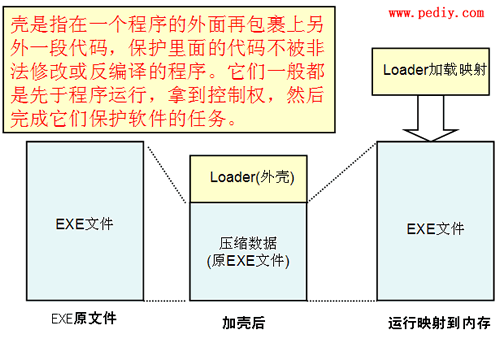 www.pediy.com
壳是指在一个程序的外面再包裹上另
外一段代码，保护里面的代码不被非
法修改或反编译的程序。它们一般都
是先于程序运行，拿到控制权，然后
完成它们保护软件的任务。
Loader加载映射
EXE文件
Loader(外壳)
压缩数据
(原EXE文件)
EXE文件
EXE原文件
加壳后
运行映射到内存